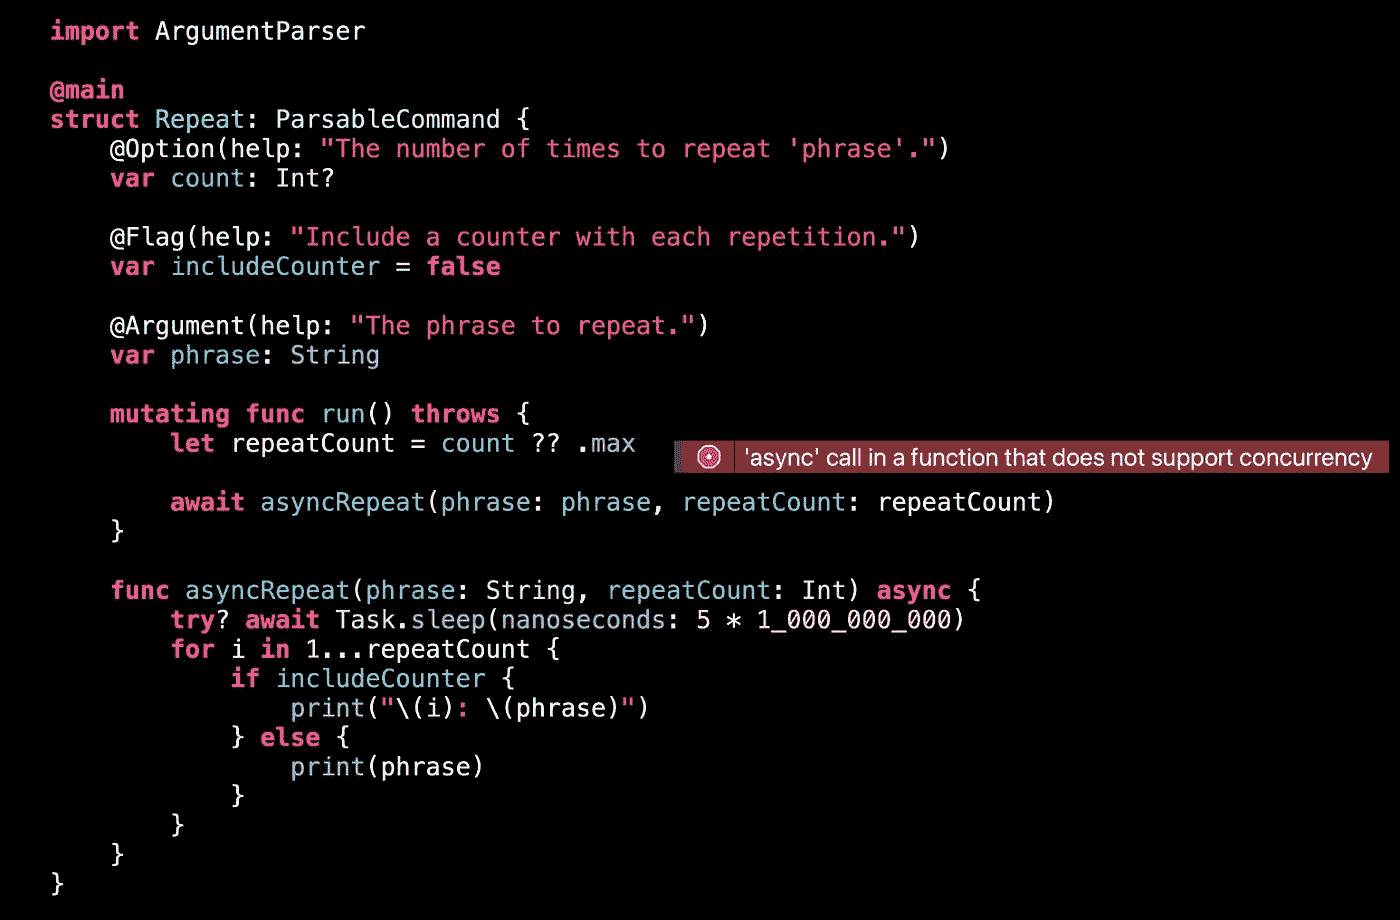 import ArgumentParser
@main
struct Repeat: ParsableCommand {
    @Option(help: "The number of times to repeat 'phrase'.")
    var count: Int?
    @Flag(help: "Include a counter with each repetition.")
    var includeCounter = false
    @Argument(help: "The phrase to repeat.")
    var phrase: String
    mutating func run() throws {
        let repeatCount = count ?? .max
'async' call in a function that does not support concurrency
        await asyncRepeat(phrase: phrase, repeatCount: repeatCount)
    }
    func asyncRepeat(phrase: String, repeatCount: Int) async {
        try? await Task.sleep(nanoseconds: 5 * 1_000_000_000)
        for i in 1...repeatCount {
            if includeCounter {
                print("\(i): \(phrase)")
            } else {
                print(phrase)
            }
        }
    }
}